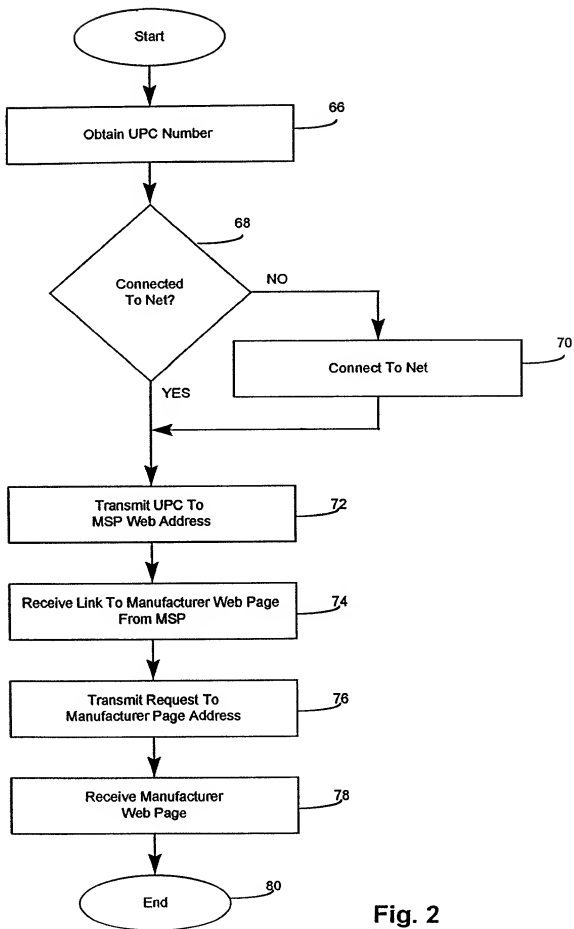 Start
66
Obtain UPC Number
68
Connected
To Net?
NO
70
Connect To Net
YES
Transmit UPC To
MSP Web Address
72
Receive Link To Manufacturer Web Page
From MSP
74
Transmit Request To
Manufacturer Page Address
76
Receive Manufacturer
Web Page
78
End
80
Fig. 2